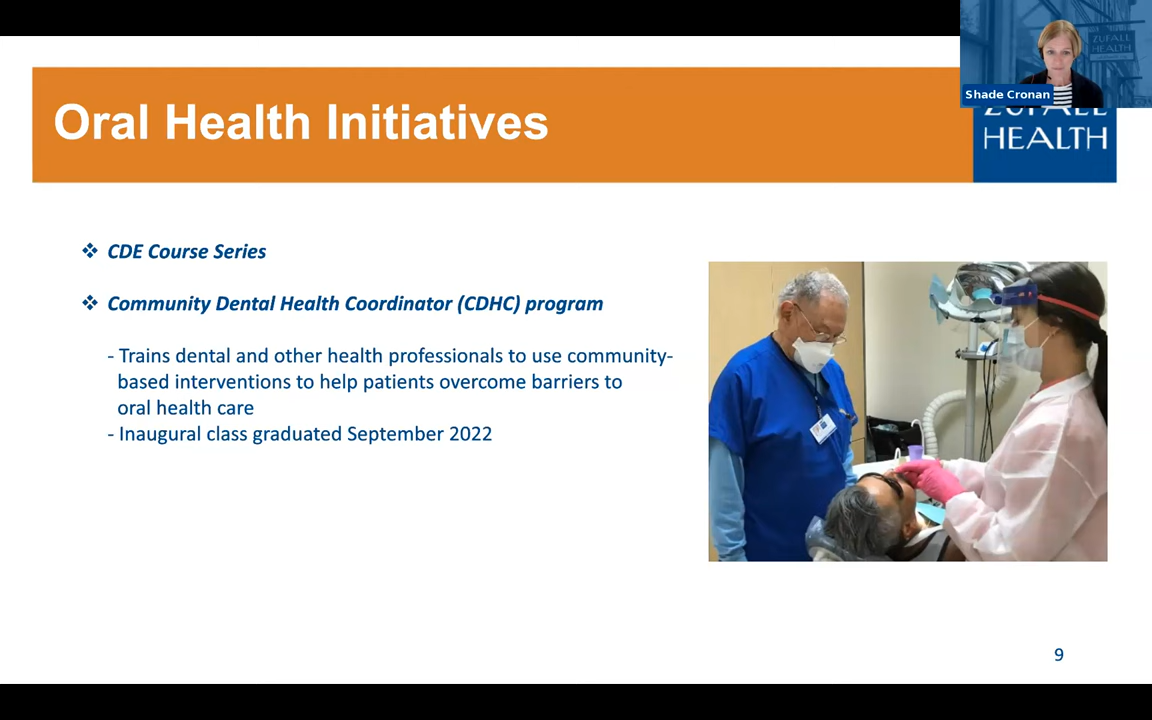 ZUFALL
HEALTH
Shade Cronan
Oral Health Initiatives
ZUFALL
HEALTH
❖ CDE Course Series
❖ Community Dental Health Coordinator (CDHC) program
- Trains dental and other health professionals to use community-
based interventions to help patients overcome barriers to
oral health care
- Inaugural class graduated September 2022
9